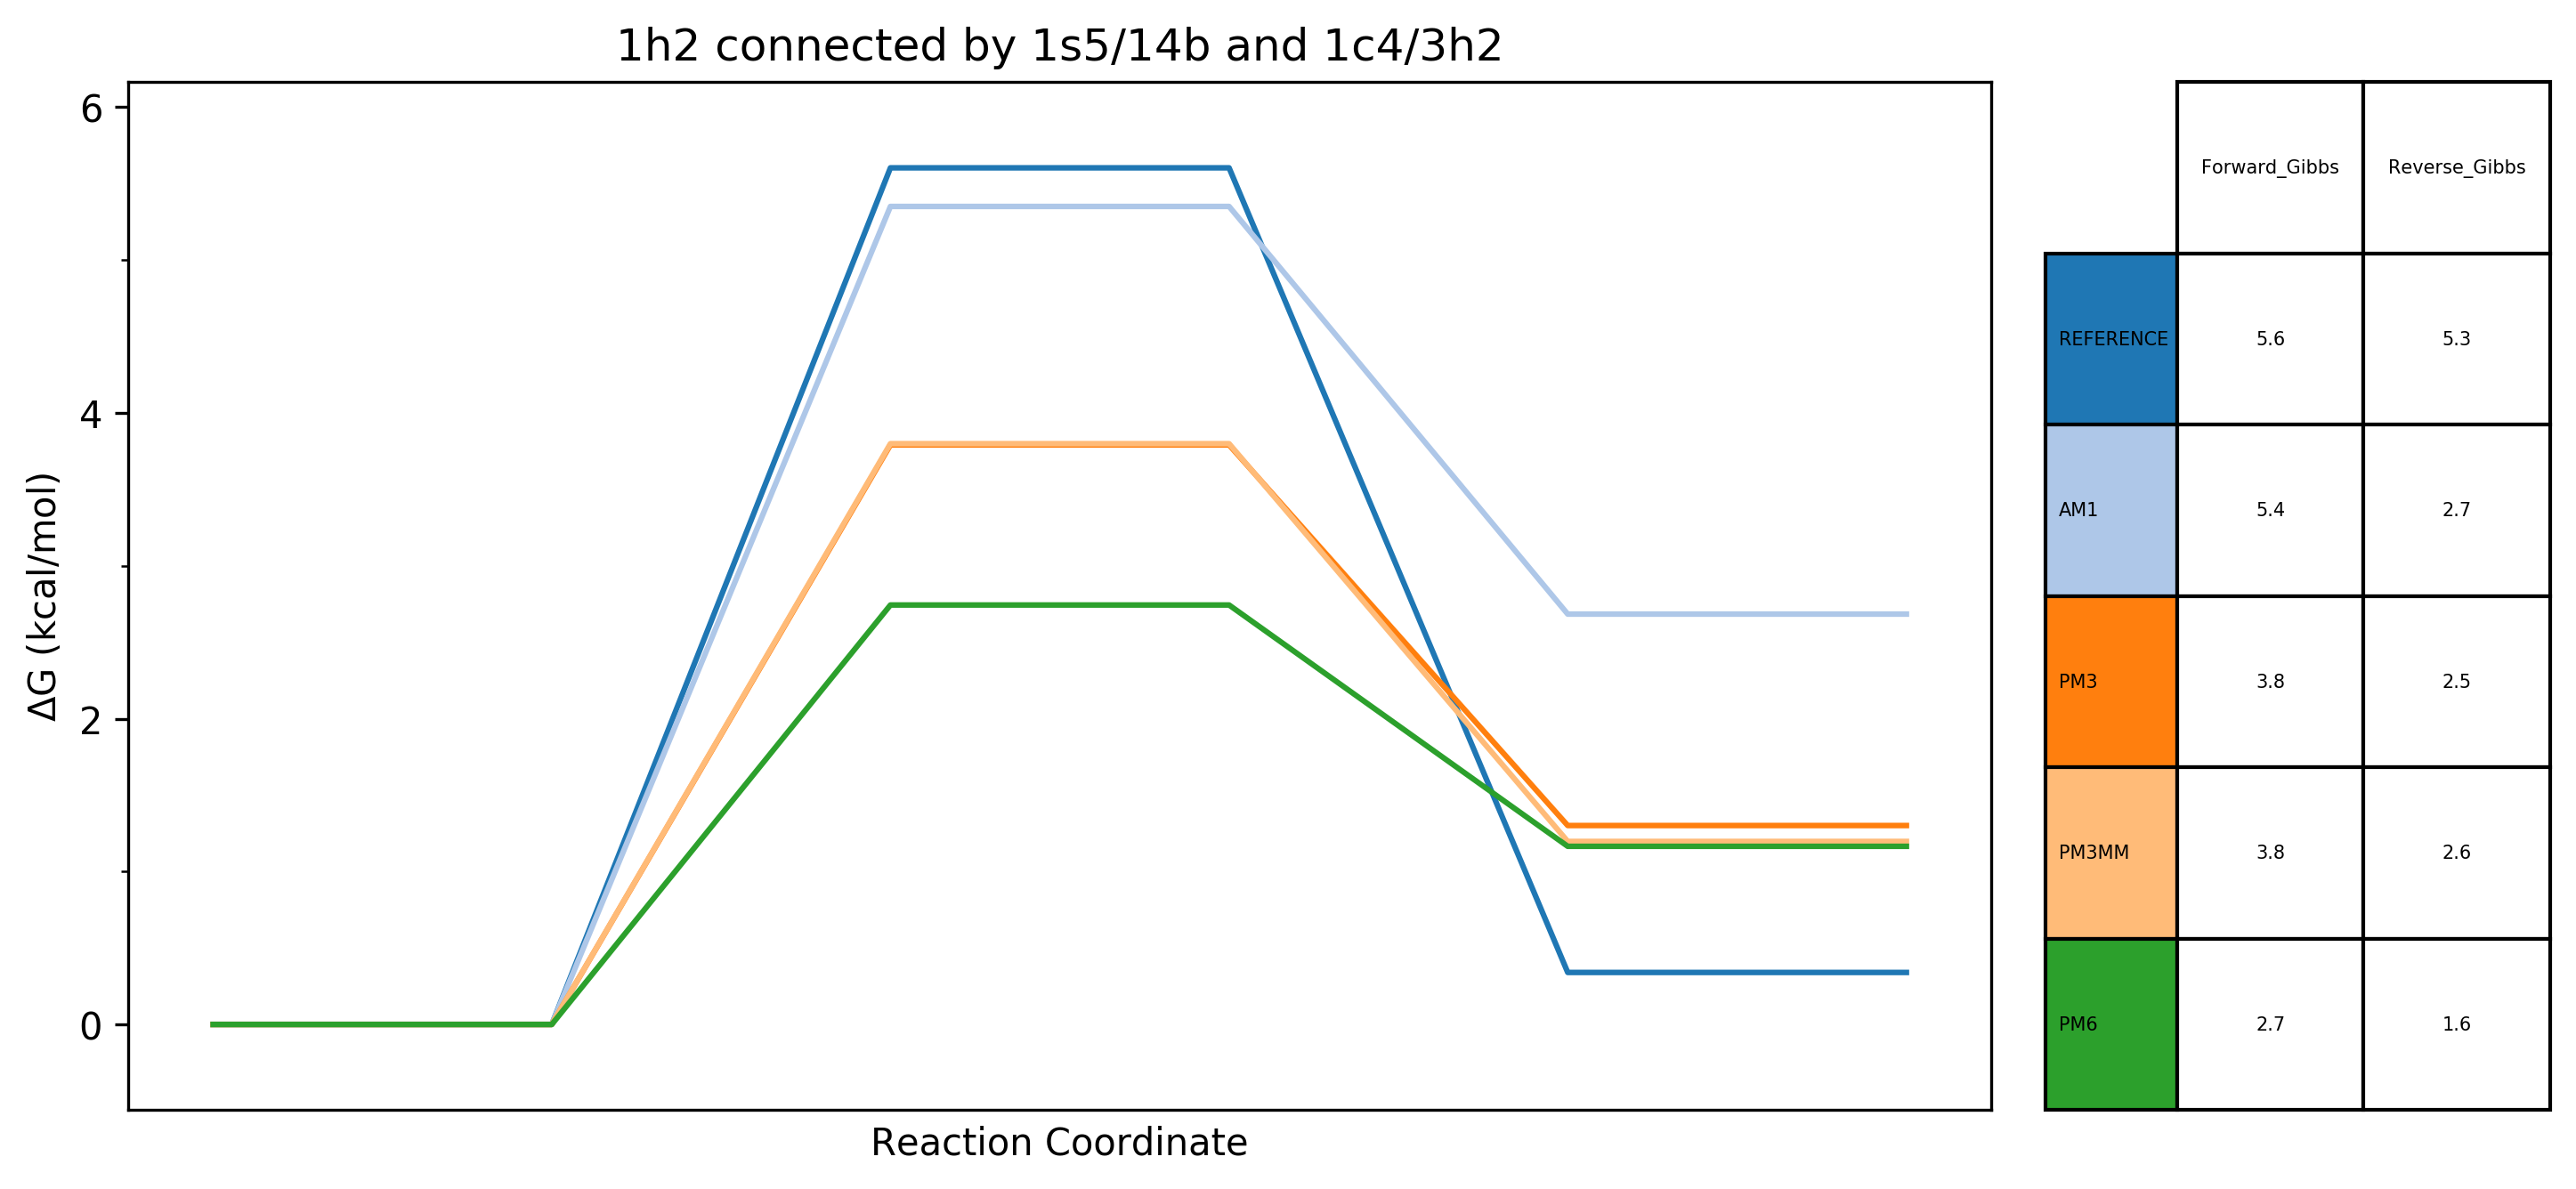 1h2 connected by 1s5/14b and 1c4/3h2
6
4
2
0
ΔG (kcal/mol)
Reaction Coordinate
Forward_Gibbs Reverse_Gibbs
REFERENCE 5.6 5.3
AM1 5.4 2.7
PM3 3.8 2.5
PM3MM 3.8 2.6
PM6 2.7 1.6